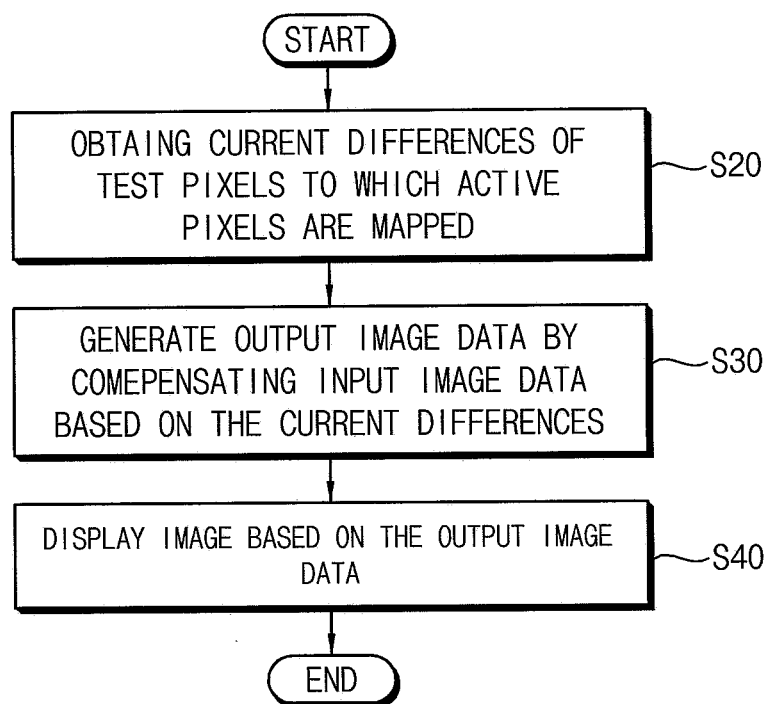 START
OBTAING CURRENT DIFFERENCES OF
TEST PIXELS TO WHICH ACTIVE
PIXELS ARE MAPPED
S20
GENERATE OUTPUT IMAGE DATA BY
COMEPENSATING INPUT IMAGE DATA
BASED ON THE CURRENT DIFFERENCES
S30
DISPLAY IMAGE BASED ON THE OUTPUT IMAGE
DATA
S40
END